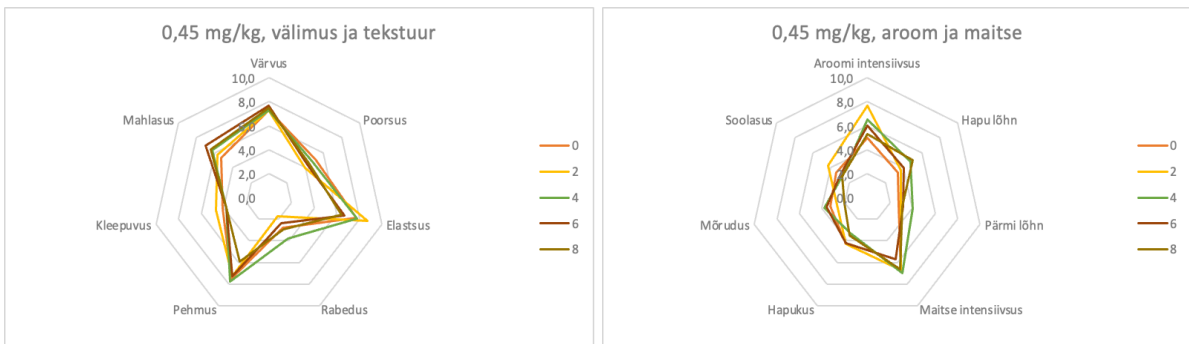 0,45 mg/kg, välimus ja tekstuur
Värvus
10,0
8,0
6,0
4,0
2,0
0,0
Poorsus
Elastsus
Rabedus
Pehmus
Kleepuvus
Mahlasus
0
2
4
6
8
0,45 mg/kg, aroom ja maitse
Aroomi intensiivsus
10,0
8,0
6,0
4,0
2,0
0,0
Hapu lõhn
Pärmi lõhn
Maitse intensiivsus
Hapukus
Mõrudus
Soolasus
0
2
4
6
8